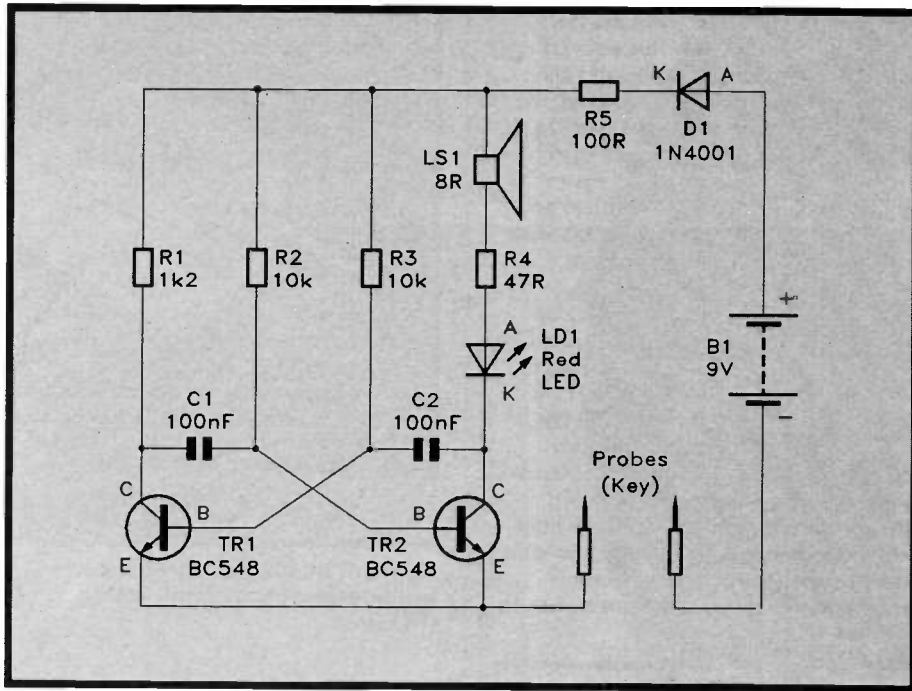 K
A
R5
100R
D1
1N4001
LS1
8R
R1
1k2
R2
10k
R3
10k
R4
47R
A
LD1
Red
LED
K
+
B1
9V
-
C1
100nF
C2
100nF
Probes
(Key)
C
B
E
TR1
BC548
C
B
E
TR2
BC548